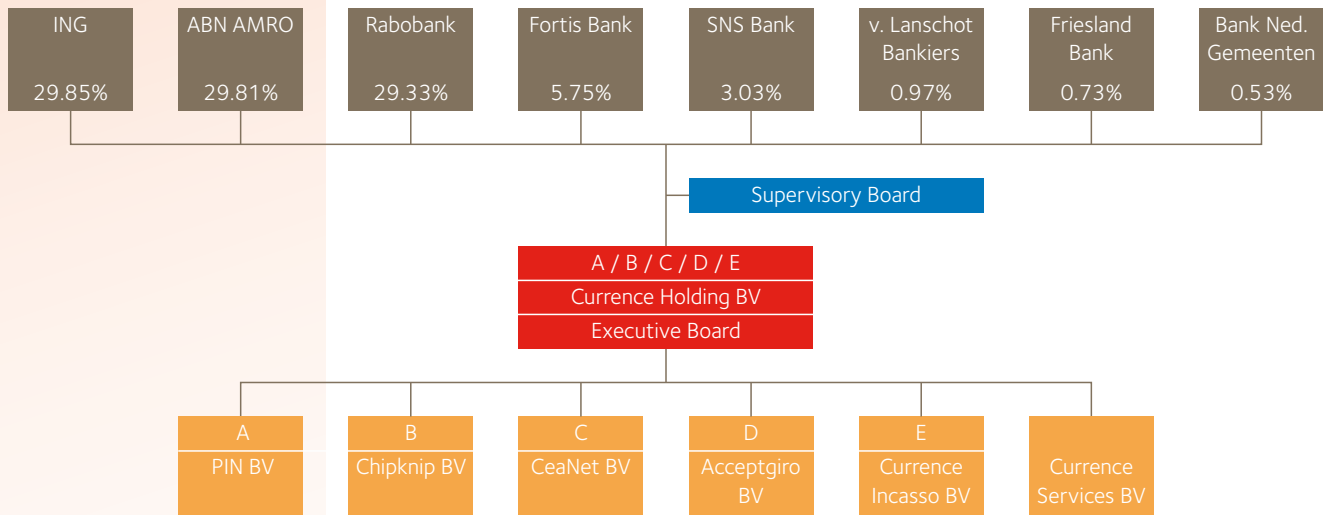 ING
29.85%
ABN AMRO
29.81%
Rabobank
29.33%
Fortis Bank
5.75%
SNS Bank
3.03%
v. Lanschot
Bankiers
0.97%
Friesland
Bank
0.73%
Bank Ned.
Gemeenten
0.53%
Supervisory Board
A / B / C / D / E
Currence Holding BV
Executive Board
A
PIN BV
B
Chipknip BV
C
CeaNet BV
D
Acceptgiro
BV
E
Currence
Incasso BV
Currence
Services BV